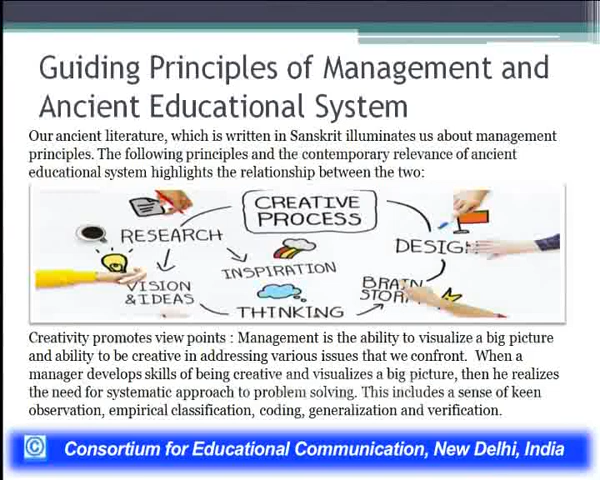 Guiding Principles of Management and
Ancient Educational System
Our ancient literature, which is written in Sanskrit illuminates us about management
principles. The following principles and the contemporary relevance of ancient
educational system highlights the relationship between the two:
CREATIVE
PROCESS
RESEARCH
DESIGN
INSPIRATION
VISION
& IDEAS
BRAIN
STORM
THINKING
Creativity promotes view points : Management is the ability to visualize a big picture
and ability to be creative in addressing various issues that we confront. When a
manager develops skills of being creative and visualizes a big picture, then he realizes
the need for systematic approach to problem solving. This includes a sense of keen
observation, empirical classification, coding, generalization and verification.
© Consortium for Educational Communication, New Delhi, India